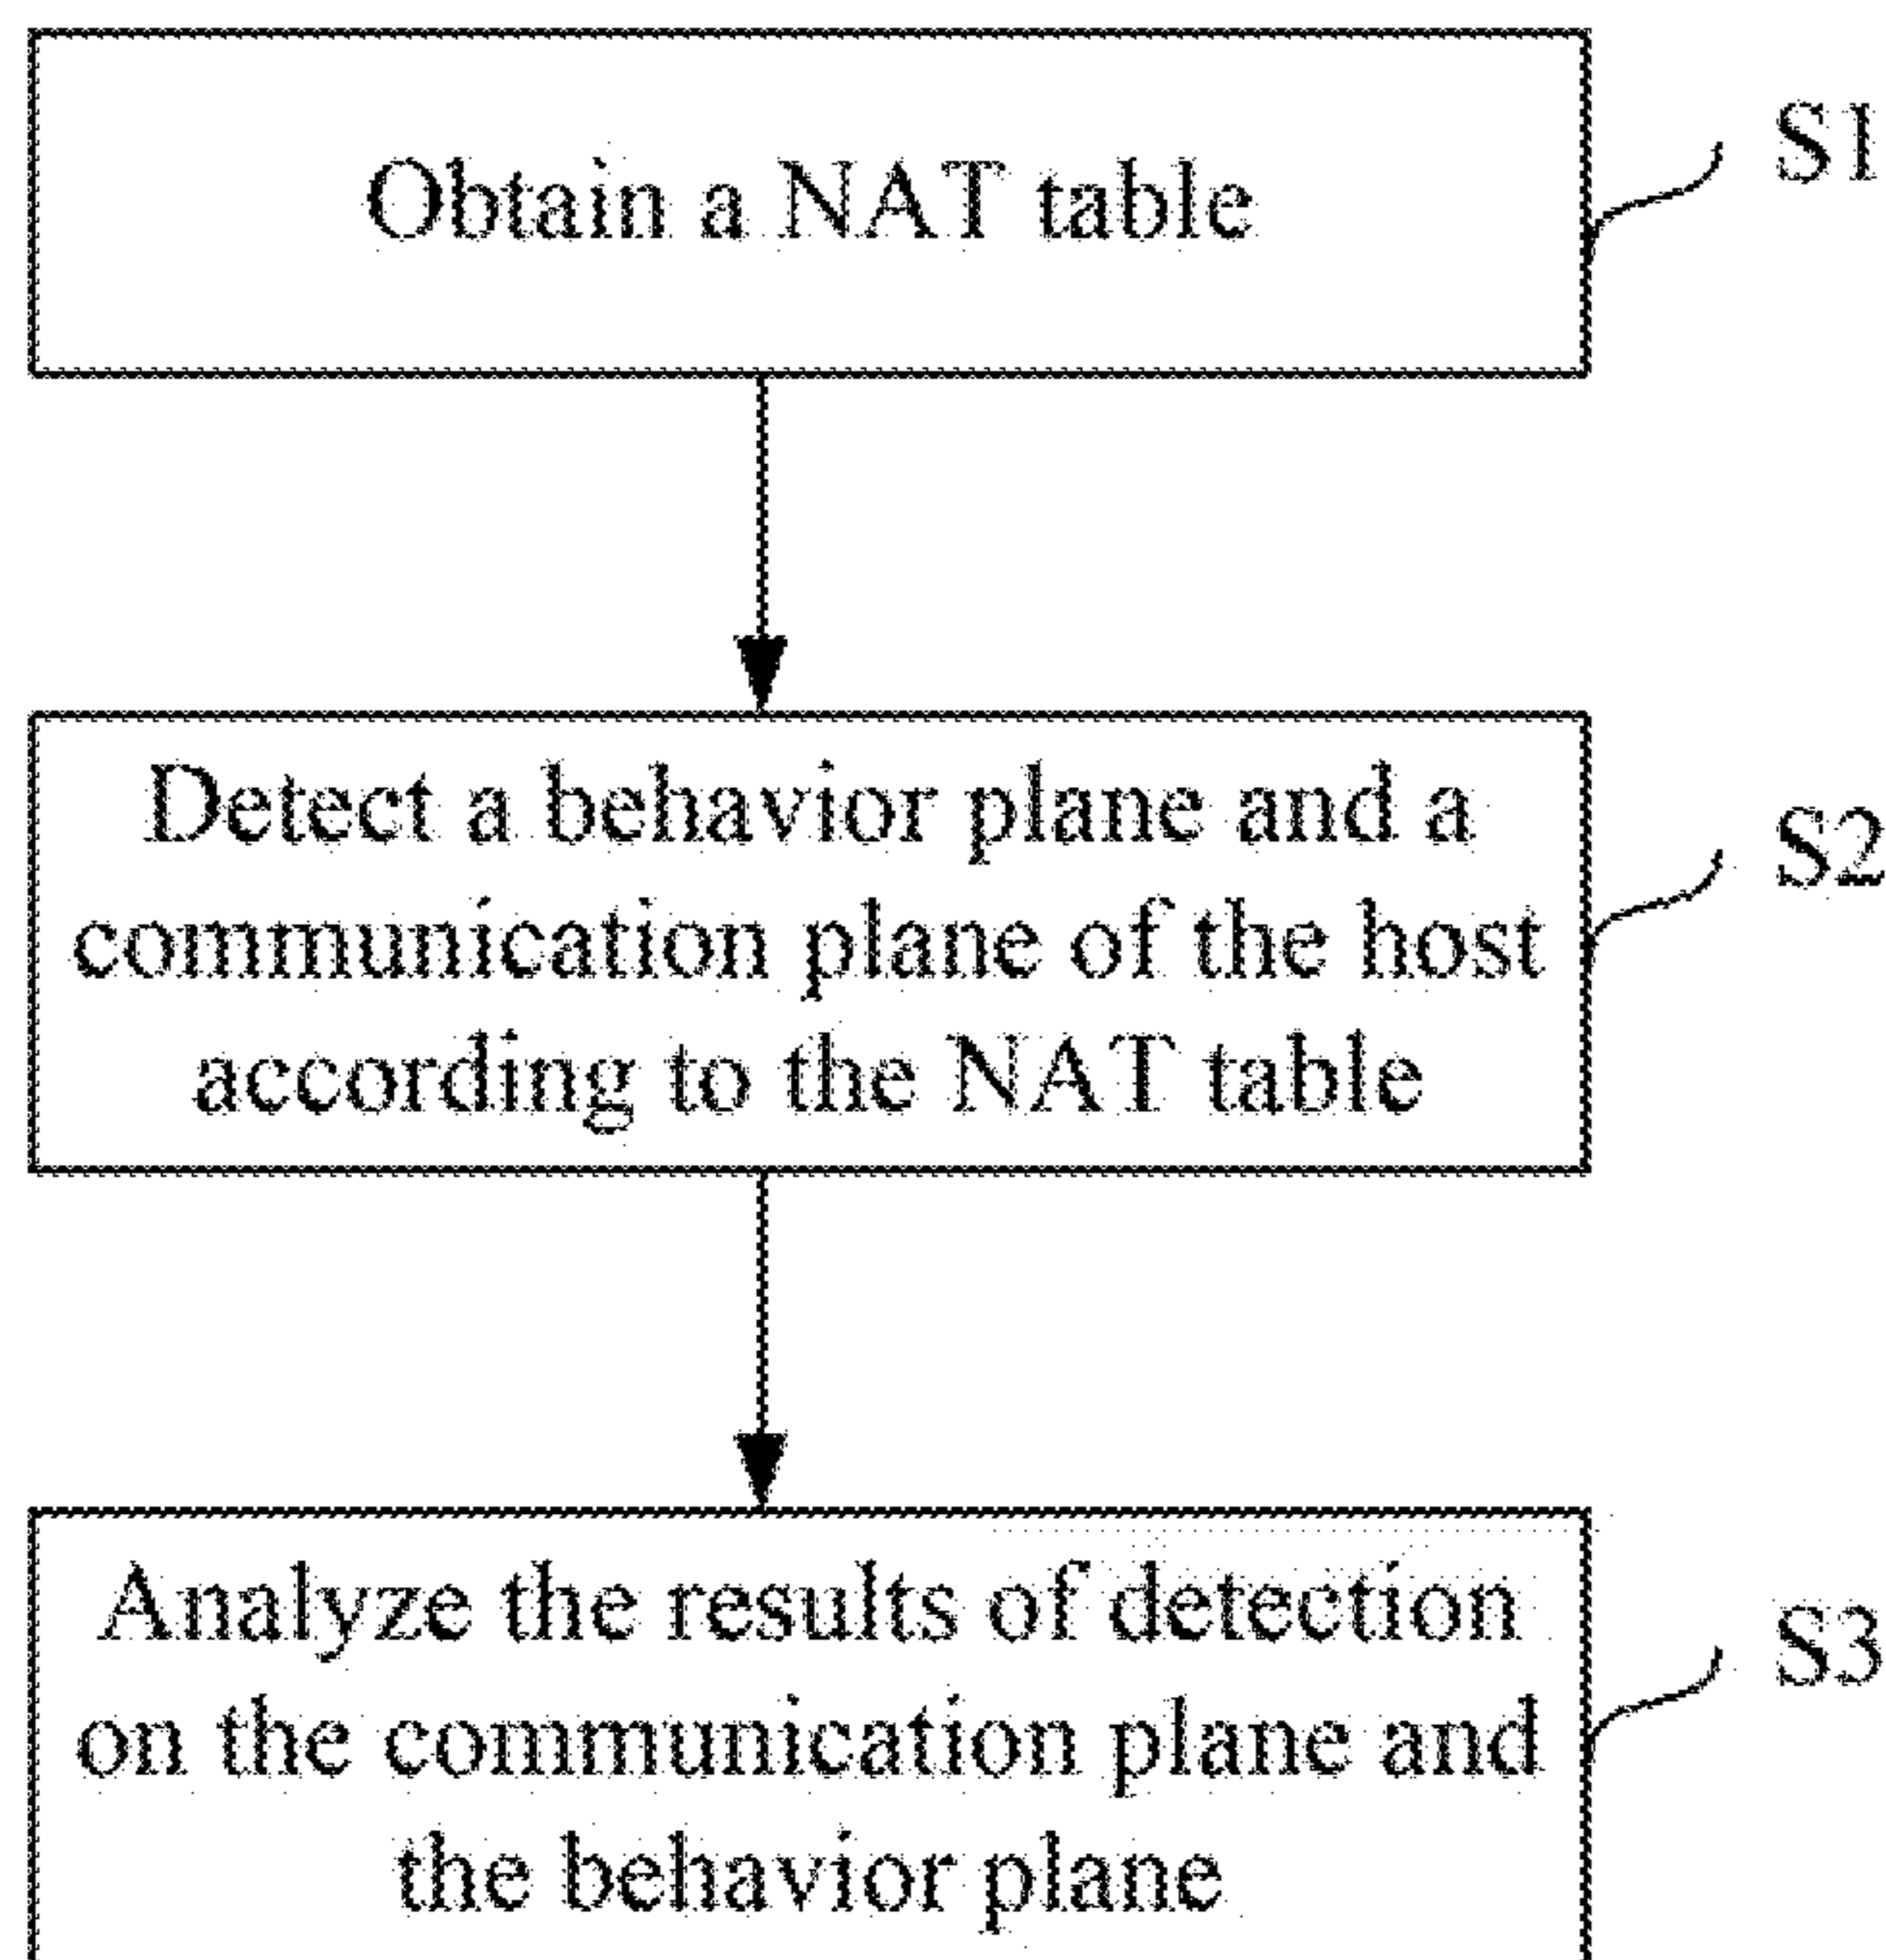 Obtain a NAT table
S1
Detect a behavior plane and a
communication plane of the host
according to the NAT table
S2
Analyze the results of detection
on the communication plane and
the behavior plane
S3